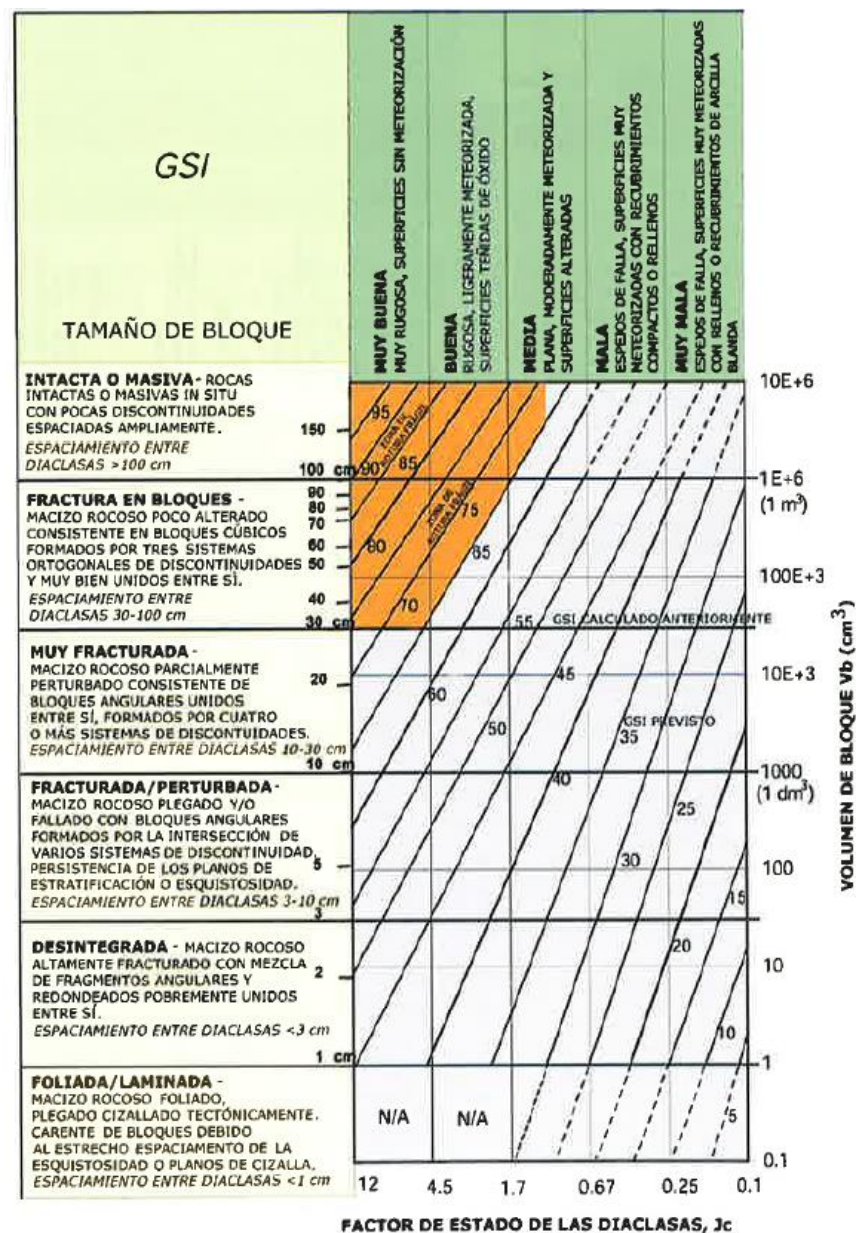 GSI
TAMAÑO DE BLOQUE
MUY BUENA
MUY RUGOSA, SUPERFICIES SIN METEORIZACIÓN
BUENA
RUGOSA, LIGERAMENTE METEORIZADA,
SUPERFICIES TEÑIDAS DE ÓXIDO
MEDIA
PLANA, MODERADAMENTE METEORIZADA Y
SUPERFICIES ALTERADAS
MALA
ESPEJOS DE FALLA, SUPERFICIES MUY
METEORIZADAS CON RECUBRIMIENTOS
COMPACTOS O RELLENOS
MUY MALA
ESPEJOS DE FALLA, SUPERFICIES MUY METEORIZADAS
CON RELLENOS O RECUBRIMIENTOS DE ARCILLA
BLANDA
INTACTA O MASIVA- ROCAS
INTACTAS O MASIVAS IN SITU
CON POCAS DISCONTINUIDADES
ESPACIADAS AMPLIAMENTE.
ESPACIAMIENTO ENTRE
DIACLASAS >100 cm
150
100 cm
95
90
85
ZONA DE
ROTURA FRÁGIL
10E+6
1E+6
(1 m³)
FRACTURA EN BLOQUES -
MACIZO ROCOSO POCO ALTERADO
CONSISTENTE EN BLOQUES CÚBICOS
FORMADOS POR TRES SISTEMAS
ORTOGONALES DE DISCONTINUIDADES
Y MUY BIEN UNIDOS ENTRE SÍ.
ESPACIAMIENTO ENTRE
DIACLASAS 30-100 cm
90
80
70
60
50
40
30 cm
80
75
70
65
55
ZONA DE
ROTURA FRÁGIL
GSI CALCULADO ANTERIORMENTE
100E+3
MUY FRACTURADA -
MACIZO ROCOSO PARCIALMENTE
PERTURBADO CONSISTENTE DE
BLOQUES ANGULARES UNIDOS
ENTRE SÍ, FORMADOS POR CUATRO
O MÁS SISTEMAS DE DISCONTUIDADES.
ESPACIAMIENTO ENTRE DIACLASAS 10-30 cm
20
10 cm
60
50
45
35
GSI PREVISTO
10E+3
1000
(1 dm³)
FRACTURADA/PERTURBADA-
MACIZO ROCOSO PLEGADO Y/O
FALLADO CON BLOQUES ANGULARES
FORMADOS POR LA INTERSECCIÓN DE
VARIOS SISTEMAS DE DISCONTINUIDAD.
PERSISTENCIA DE LOS PLANOS DE
ESTRATIFICACIÓN O ESQUISTOSIDAD.
ESPACIAMIENTO ENTRE DIACLASAS 3-10 cm
5
3
40
30
25
15
100
DESINTEGRADA - MACIZO ROCOSO
ALTAMENTE FRACTURADO CON MEZCLA
DE FRAGMENTOS ANGULARES Y
REDONDEADOS POBREMENTE UNIDOS
ENTRE SÍ.
ESPACIAMIENTO ENTRE DIACLASAS <3 cm
2
1 cm
20
10
10
1
FOLIADA/LAMINADA -
MACIZO ROCOSO FOLIADO,
PLEGADO CIZALLADO TECTÓNICAMENTE.
CARENTE DE BLOQUES DEBIDO
AL ESTRECHO ESPACIAMENTO DE LA
ESQUISTOSIDAD O PLANOS DE CIZALLA.
ESPACIAMIENTO ENTRE DIACLASAS <1 cm
N/A
N/A
5
0.1
12 4.5 1.7 0.67 0.25 0.1
FACTOR DE ESTADO DE LAS DIACLASAS, Jc
VOLUMEN DE BLOQUE Vb (cm³)